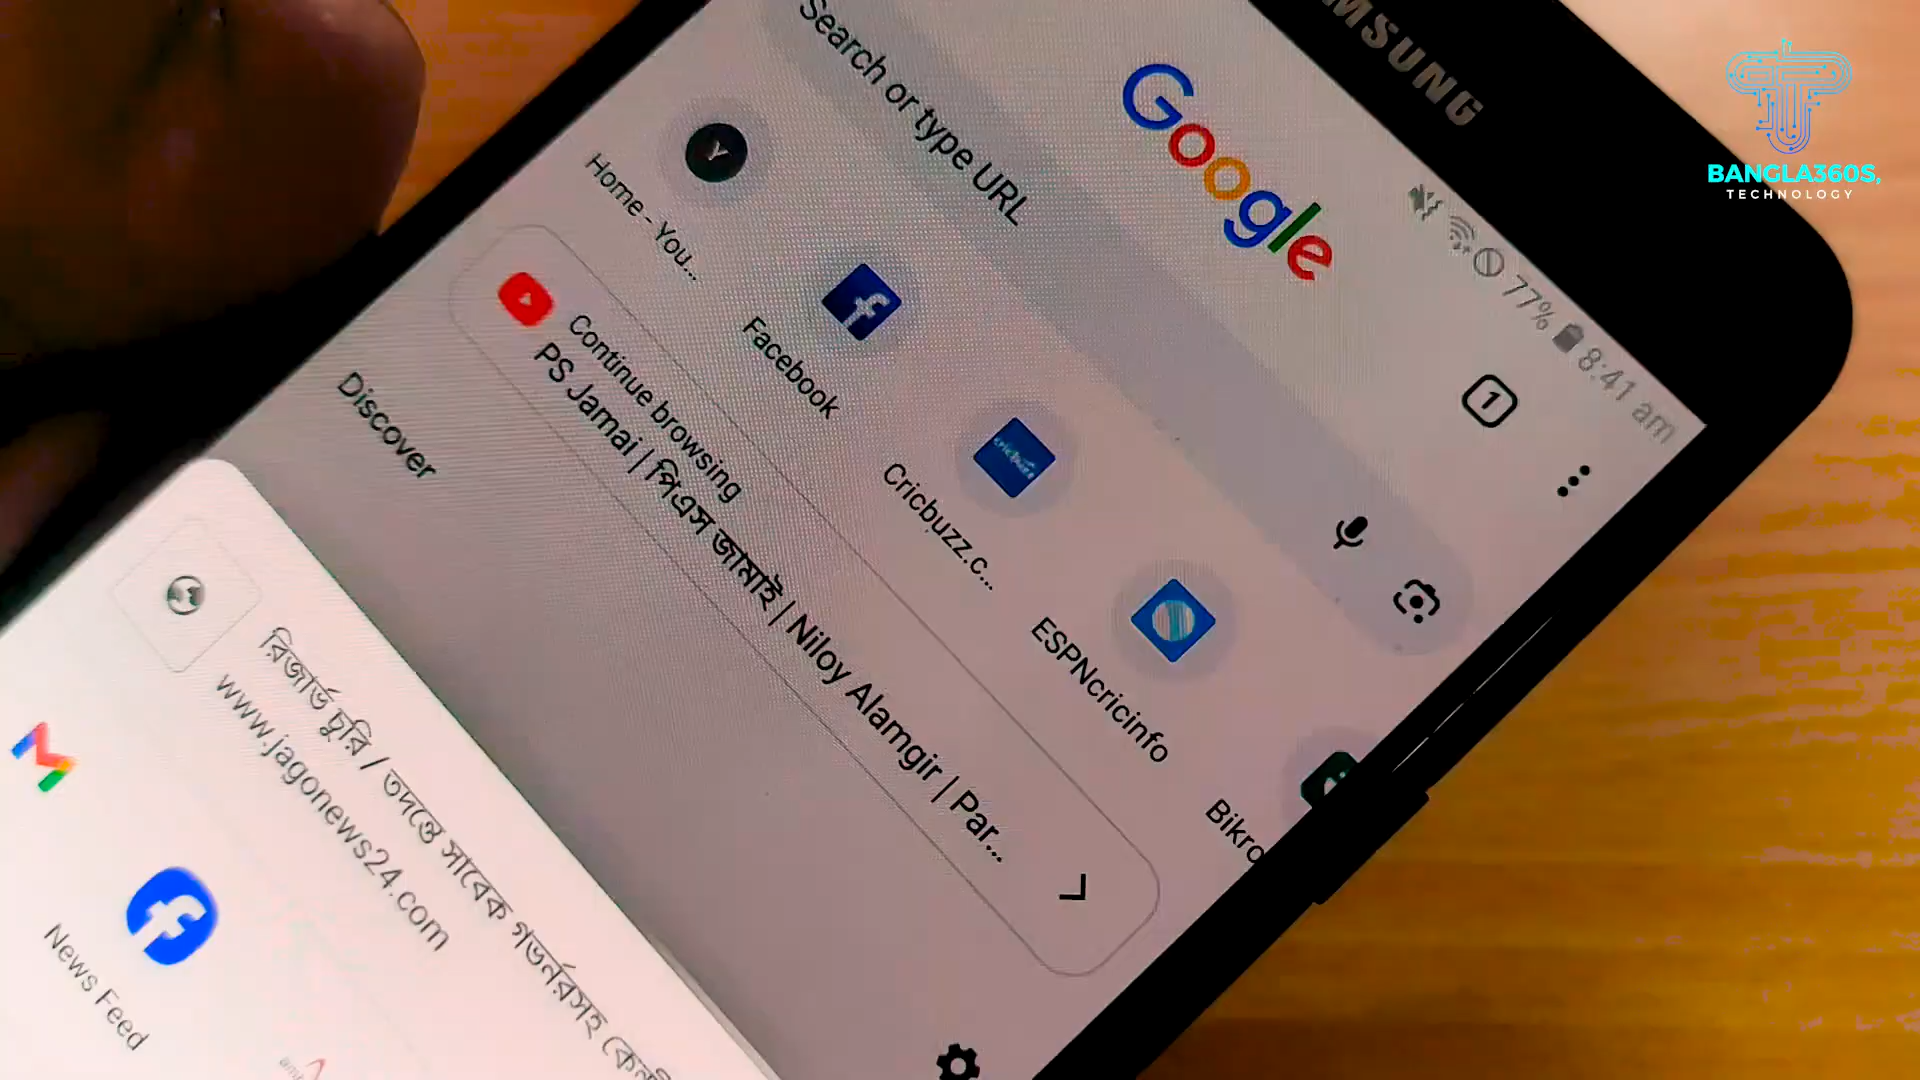 SAMSUNG
77% 8:41 am
1
Google
Search or type URL
Home - You...
Facebook
Cricbuzz.c...
ESPNcricinfo
Bikro
Continue browsing
PS Jamai | পিএস জামাই | Niloy Alamgir | Par...
Discover
রিজার্ভ চুরি / তদন্তে সাবেক গভর্নরসহ
www.jagonews24.com
News Feed
BANGLA360S,
TECHNOLOGY